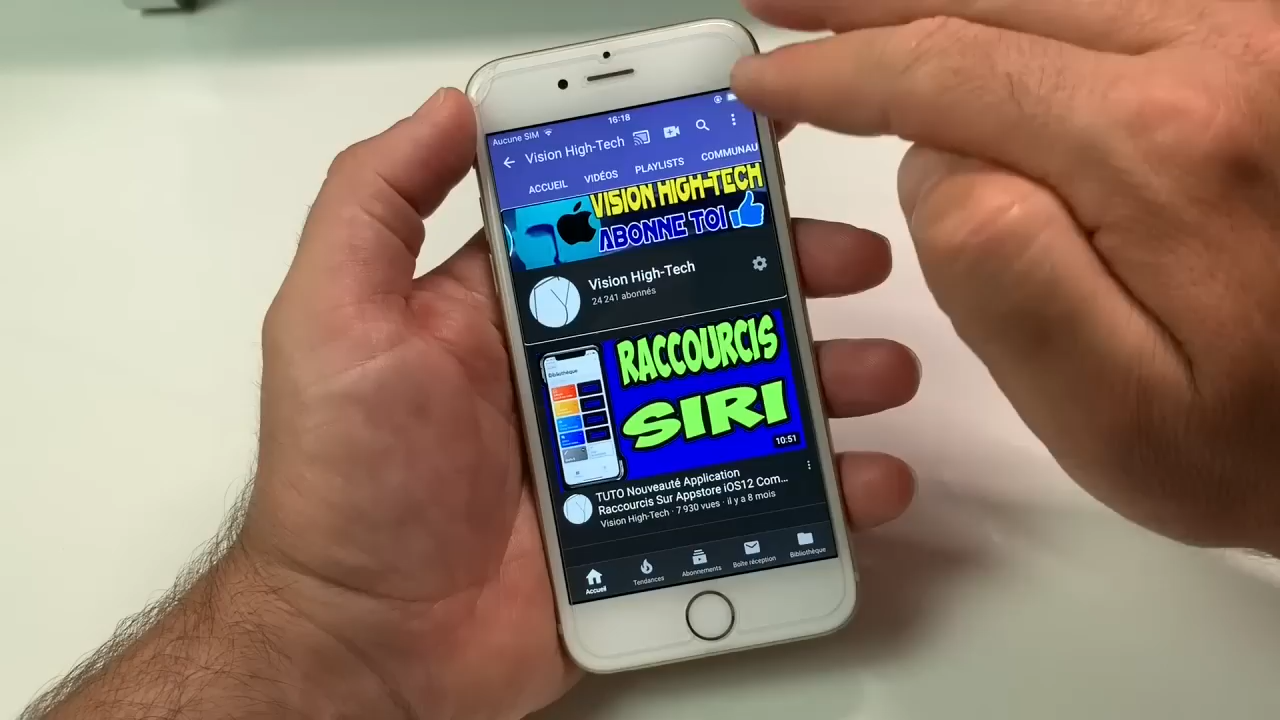 Aucune SIM
16:18
Vision High-Tech
ACCUEIL VIDÉOS PLAYLISTS COMMUNAU
VISION HIGH-TECH
ABONNE TOI
Vision High-Tech
24 241 abonnés
Bibliothèque
RACCOURCIS
SIRI
10:51
TUTO Nouveauté Application
Raccourcis Sur Appstore iOS12 Com...
Vision High-Tech · 7 930 vues · il y a 8 mois
Accueil Tendances Abonnements Boîte réception Bibliothèque